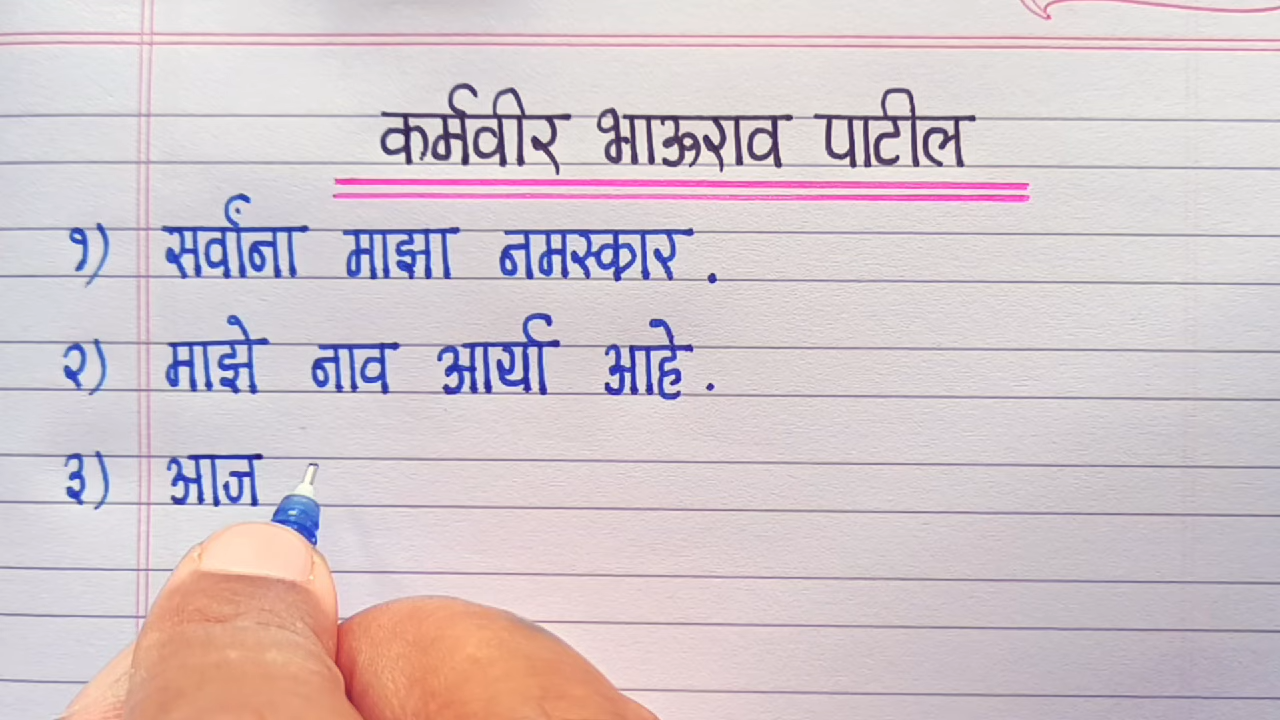 कर्मवीर भाऊराव पाटील
१) सर्वांना माझा नमस्कार.
२) माझे नाव आर्या आहे.
३) आज